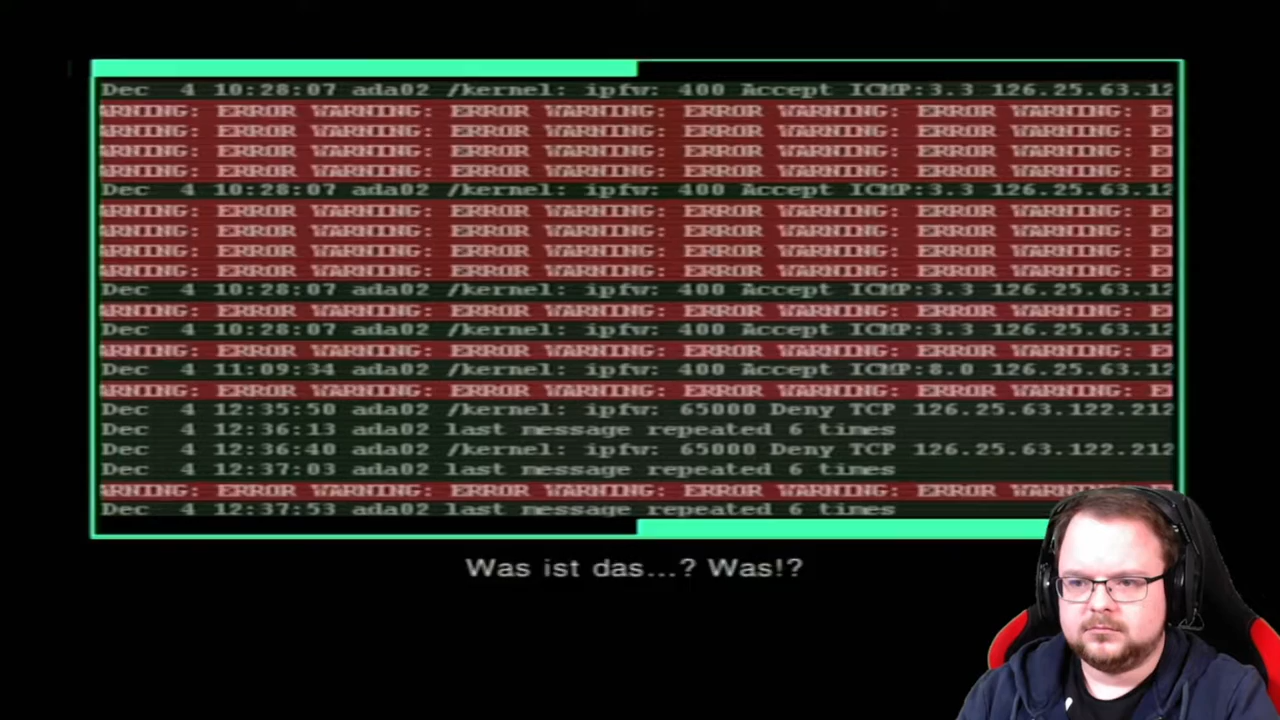 Dec 4 10:28:07 ada02 /kernel: ipfw: 400 Accept ICMP:3.3 126.25.63.12
ARNING: ERROR WARNING: ERROR WARNING: ERROR WARNING: ERROR WARNING: E
ARNING: ERROR WARNING: ERROR WARNING: ERROR WARNING: ERROR WARNING: E
ARNING: ERROR WARNING: ERROR WARNING: ERROR WARNING: ERROR WARNING: E
ARNING: ERROR WARNING: ERROR WARNING: ERROR WARNING: ERROR WARNING: E
Dec 4 10:28:07 ada02 /kernel: ipfw: 400 Accept ICMP:3.3 126.25.63.12
ARNING: ERROR WARNING: ERROR WARNING: ERROR WARNING: ERROR WARNING: E
ARNING: ERROR WARNING: ERROR WARNING: ERROR WARNING: ERROR WARNING: E
ARNING: ERROR WARNING: ERROR WARNING: ERROR WARNING: ERROR WARNING: E
ARNING: ERROR WARNING: ERROR WARNING: ERROR WARNING: ERROR WARNING: E
Dec 4 10:28:07 ada02 /kernel: ipfw: 400 Accept ICMP:3.3 126.25.63.12
ARNING: ERROR WARNING: ERROR WARNING: ERROR WARNING: ERROR WARNING: E
Dec 4 10:28:07 ada02 /kernel: ipfw: 400 Accept ICMP:3.3 126.25.63.12
ARNING: ERROR WARNING: ERROR WARNING: ERROR WARNING: ERROR WARNING: E
Dec 4 11:09:34 ada02 /kernel: ipfw: 400 Accept ICMP:8.0 126.25.63.12
ARNING: ERROR WARNING: ERROR WARNING: ERROR WARNING: ERROR WARNING: E
Dec 4 12:35:50 ada02 /kernel: ipfw: 65000 Deny TCP 126.25.63.122.212
Dec 4 12:36:13 ada02 last message repeated 6 times
Dec 4 12:36:40 ada02 /kernel: ipfw: 65000 Deny TCP 126.25.63.122.212
Dec 4 12:37:03 ada02 last message repeated 6 times
ARNING: ERROR WARNING: ERROR WARNING: ERROR WARNING: ERROR WARNING: E
Dec 4 12:37:53 ada02 last message repeated 6 times
Was ist das...? Was!?